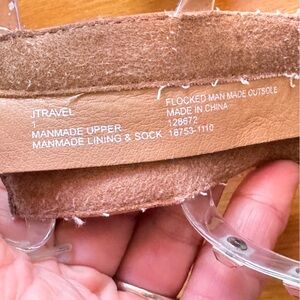 JTRAVEL
1
MANMADE UPPER
MANMADE LINING & SOCK
FLOCKED MAN MADE OUTSOLE
MADE IN CHINA
128672
18753-1110